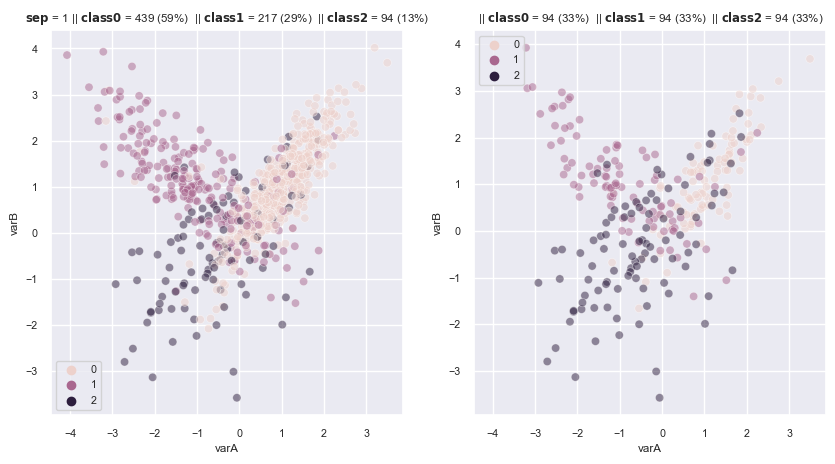 sep = 1 || class0 = 439 (59%) || class1 = 217 (29%) || class2 = 94 (13%)
4
3
2
1
0
−1
−2
−3
varB
0
1
2
−4 −3 −2 −1 0 1 2 3
varA
|| class0 = 94 (33%) || class1 = 94 (33%) || class2 = 94 (33%)
0
1
2
4
3
2
1
0
−1
−2
−3
varB
−4 −3 −2 −1 0 1 2 3
varA